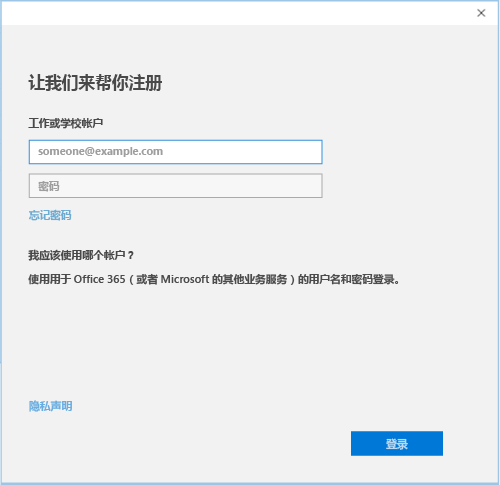 让我们来帮你注册
工作或学校帐户
someone@example.com
密码
忘记密码
我应该使用哪个帐户？
使用用于 Office 365（或者 Microsoft 的其他业务服务）的用户名和密码登录。
隐私声明
登录